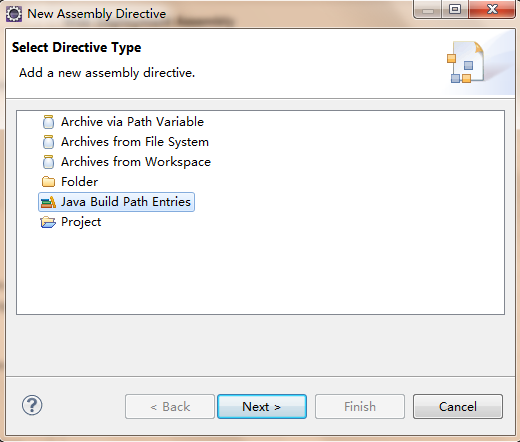 New Assembly Directive
Select Directive Type
Add a new assembly directive.
Archive via Path Variable
Archives from File System
Archives from Workspace
Folder
Java Build Path Entries
Project
?
< Back
Next >
Finish
Cancel